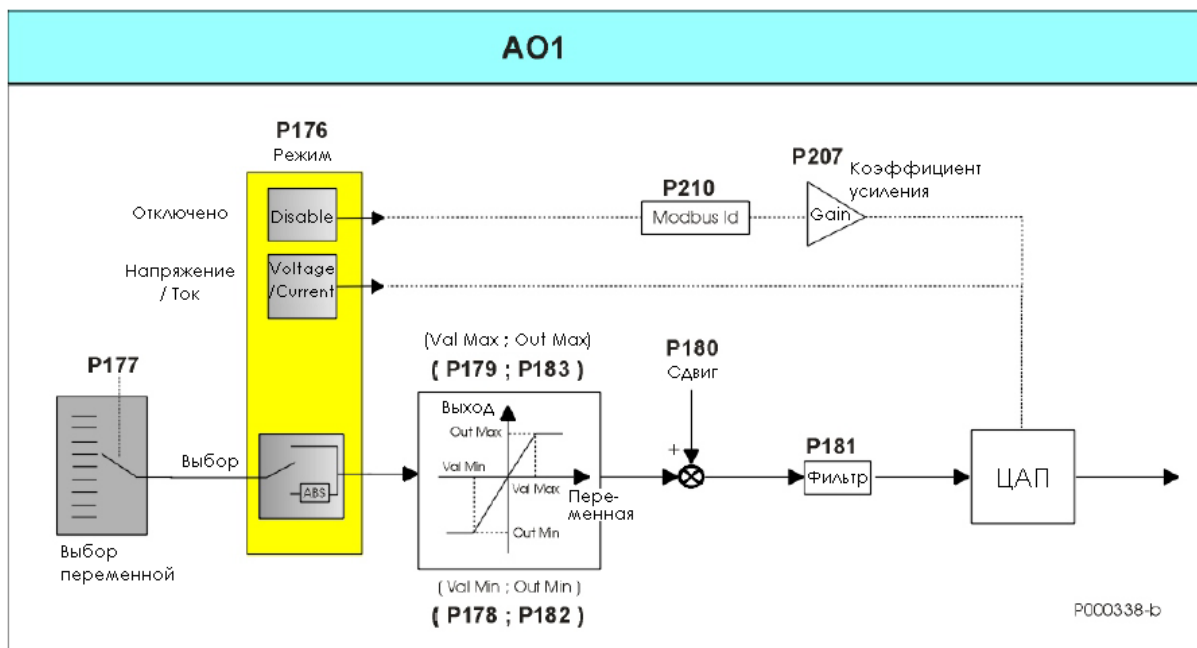 AO1
P176
Режим
P207
Коэффициент
усиления
P210
Отключено
Disable
Modbus Id
Gain
Напряжение
/ Ток
Voltage
/Current
(Val Max ; Out Max)
( P179 ; P183 )
P180
Сдвиг
P177
Выход
Out Max
+
P181
Выбор
Val Min
ABS
Val Max
Пере-
менная
Фильтр
ЦАП
Out Min
Выбор
переменной
( Val Min ; Out Min )
( P178 ; P182 )
P000338-b